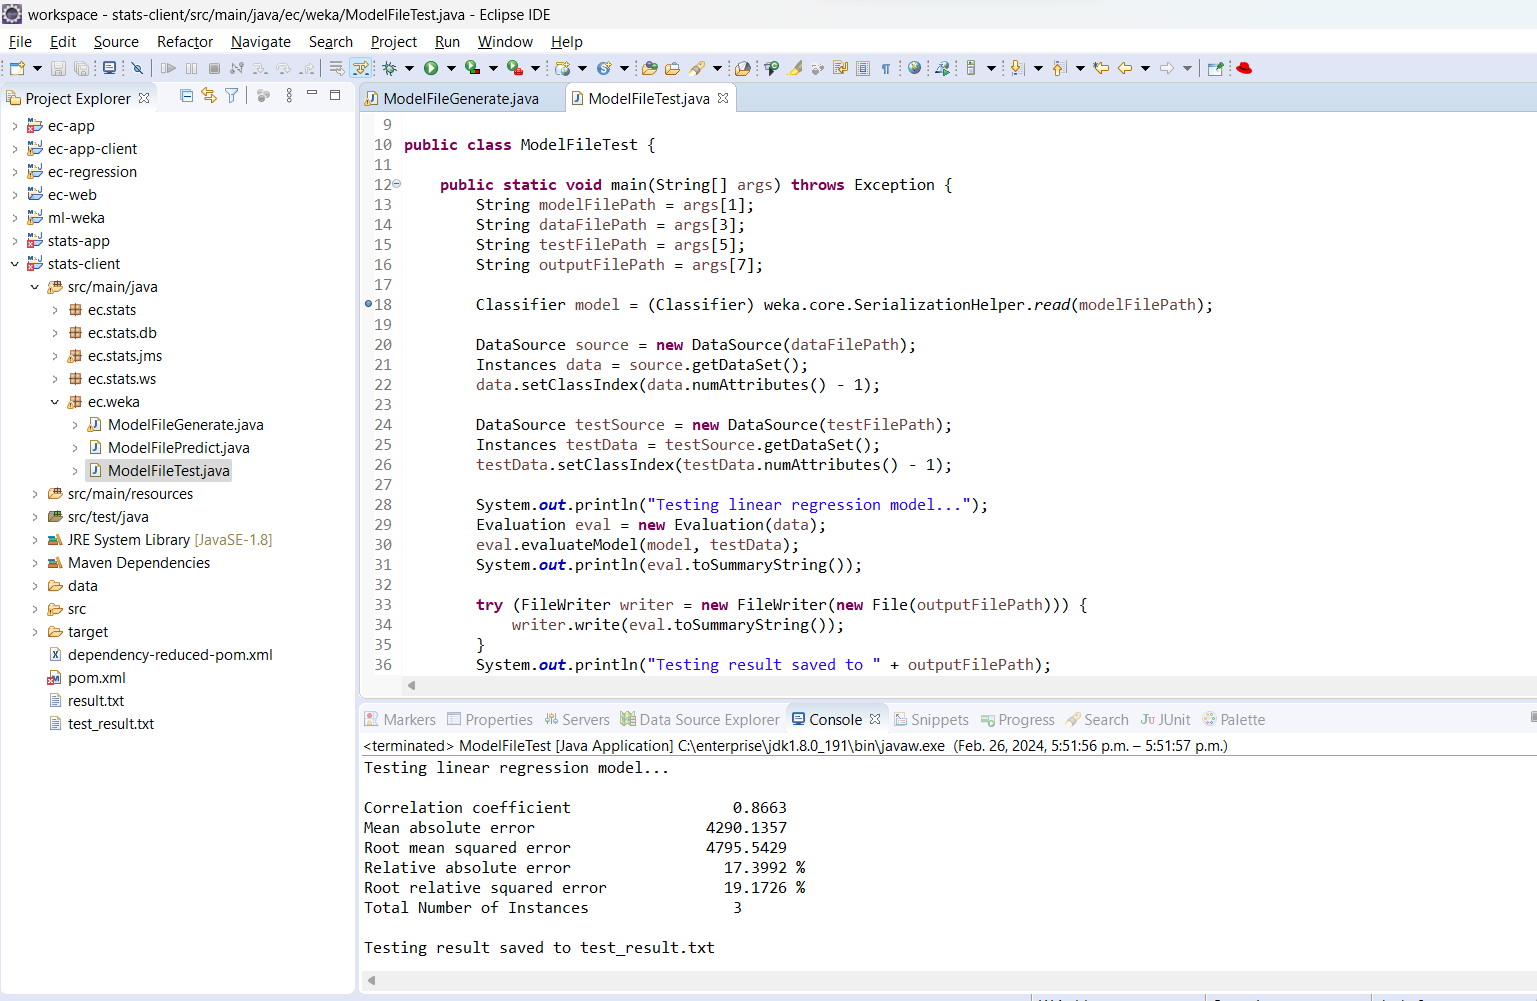 workspace - stats-client/src/main/java/ec/weka/ModelFileTest.java - Eclipse IDE
File Edit Source Refactor Navigate Search Project Run Window Help
Project Explorer
ec-app
ec-app-client
ec-regression
ec-web
ml-weka
stats-app
stats-client
src/main/java
ec.stats
ec.stats.db
ec.stats.jms
ec.stats.ws
ec.weka
ModelFileGenerate.java
ModelFilePredict.java
ModelFileTest.java
src/main/resources
src/test/java
JRE System Library [JavaSE-1.8]
Maven Dependencies
data
src
target
dependency-reduced-pom.xml
pom.xml
result.txt
test_result.txt
ModelFileGenerate.java ModelFileTest.java
9
10 public class ModelFileTest {
11
12 public static void main(String[] args) throws Exception {
13 String modelFilePath = args[1];
14 String dataFilePath = args[3];
15 String testFilePath = args[5];
16 String outputFilePath = args[7];
17
18 Classifier model = (Classifier) weka.core.SerializationHelper.read(modelFilePath);
19
20 DataSource source = new DataSource(dataFilePath);
21 Instances data = source.getDataSet();
22 data.setClassIndex(data.numAttributes() - 1);
23
24 DataSource testSource = new DataSource(testFilePath);
25 Instances testData = testSource.getDataSet();
26 testData.setClassIndex(testData.numAttributes() - 1);
27
28 System.out.println("Testing linear regression model...");
29 Evaluation eval = new Evaluation(data);
30 eval.evaluateModel(model, testData);
31 System.out.println(eval.toSummaryString());
32
33 try (FileWriter writer = new FileWriter(new File(outputFilePath))) {
34 writer.write(eval.toSummaryString());
35 }
36 System.out.println("Testing result saved to " + outputFilePath);
Markers Properties Servers Data Source Explorer Console Snippets Progress Search JUnit Palette
<terminated> ModelFileTest [Java Application] C:\enterprise\jdk1.8.0_191\bin\javaw.exe (Feb. 26, 2024, 5:51:56 p.m. – 5:51:57 p.m.)
Testing linear regression model...
Correlation coefficient 0.8663
Mean absolute error 4290.1357
Root mean squared error 4795.5429
Relative absolute error 17.3992 %
Root relative squared error 19.1726 %
Total Number of Instances 3
Testing result saved to test_result.txt